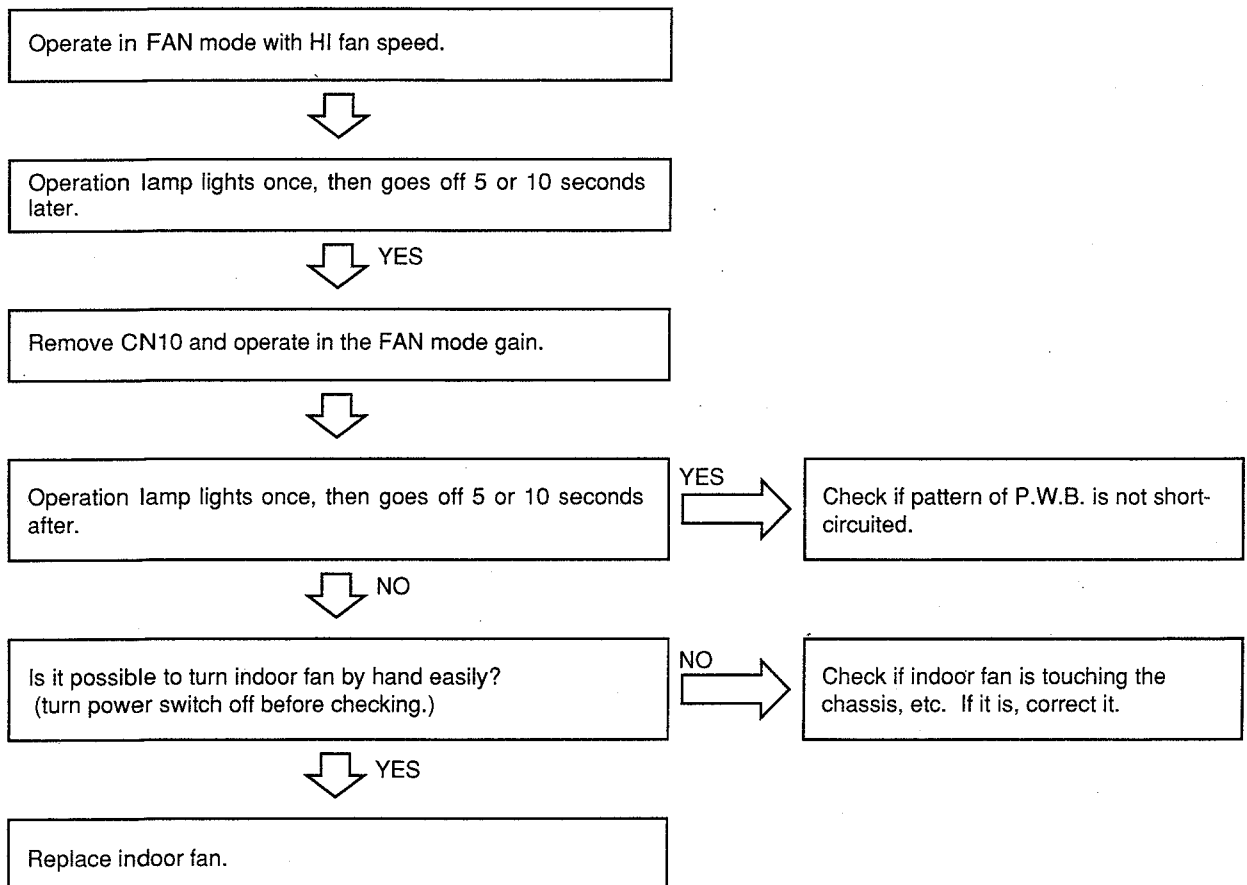 Operate in FAN mode with HI fan speed.
Operation lamp lights once, then goes off 5 or 10 seconds
later.
YES
Remove CN10 and operate in the FAN mode gain.
Operation lamp lights once, then goes off 5 or 10 seconds
after.
YES
Check if pattern of P.W.B. is not short-
circuited.
NO
Is it possible to turn indoor fan by hand easily?
(turn power switch off before checking.)
NO
Check if indoor fan is touching the
chassis, etc. If it is, correct it.
YES
Replace indoor fan.